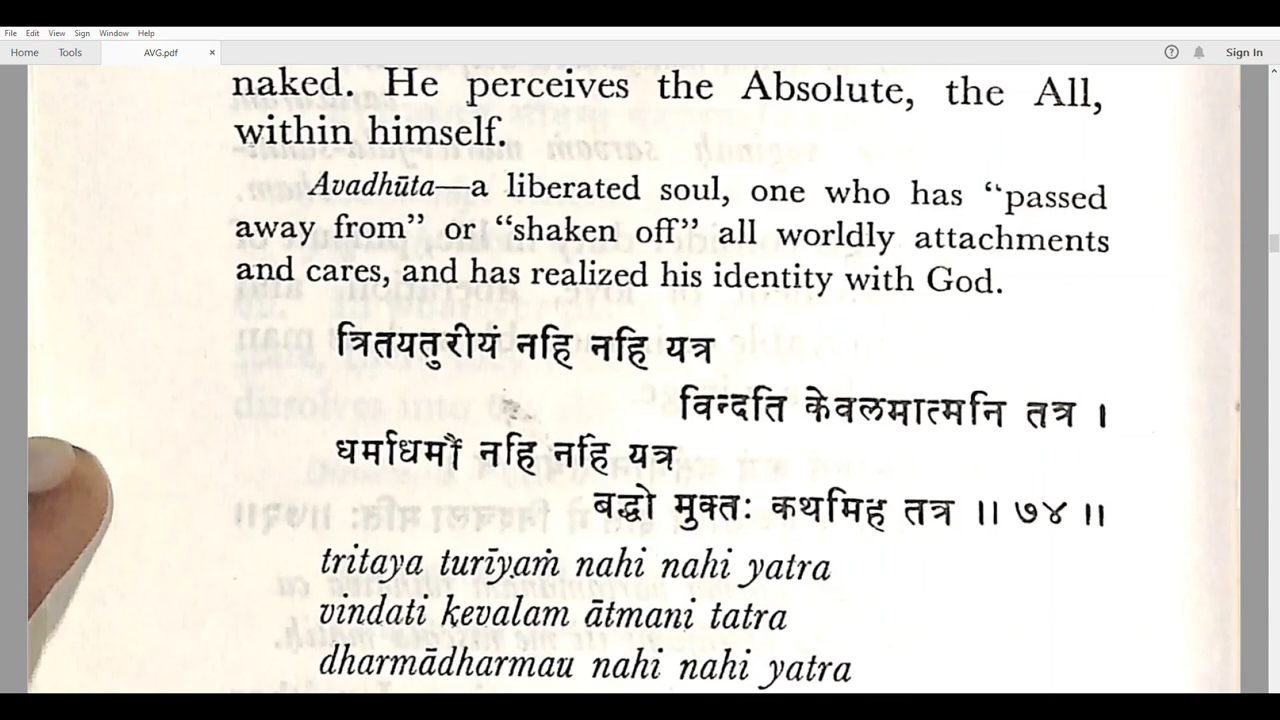 File Edit View Sign Window Help
Home Tools AVG.pdf × Sign In
naked. He perceives the Absolute, the All,
within himself.
Avadhūta—a liberated soul, one who has “passed
away from” or “shaken off” all worldly attachments
and cares, and has realized his identity with God.
त्रितयतुरीयं नहि नहि यत्र
विन्दति केवलमात्मनि तत्र ।
धर्माधर्मौ नहि नहि यत्र
बद्धो मुक्तः कथमिह तत्र ॥ ७४ ॥
tritaya turīyaṁ nahi nahi yatra
vindati kevalam ātmani tatra
dharmādharmau nahi nahi yatra